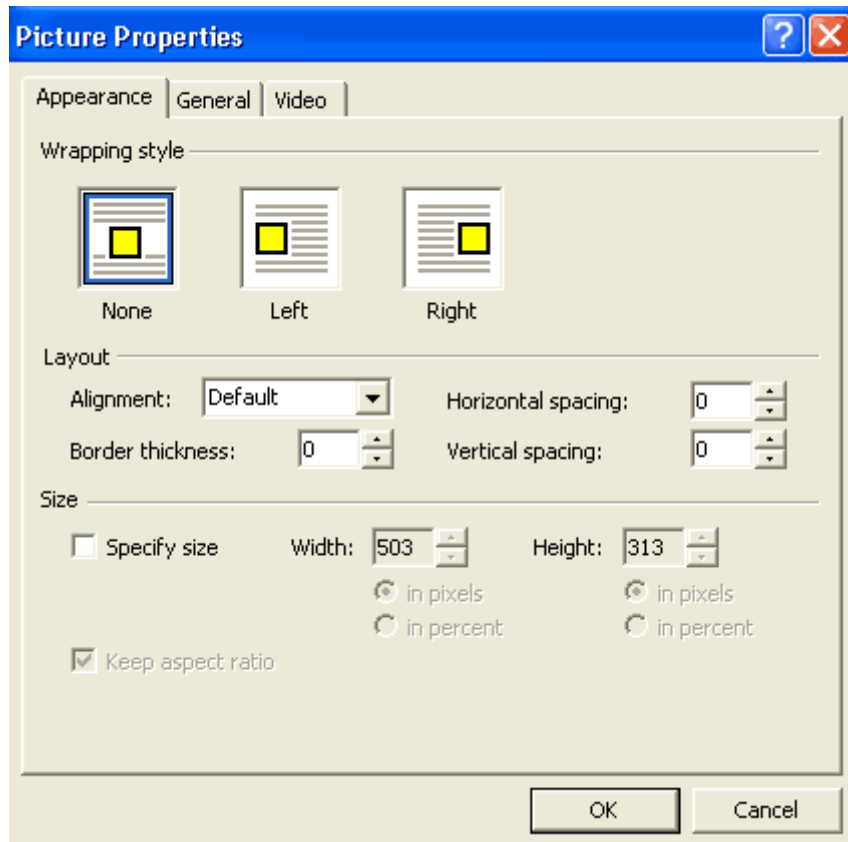 Picture Properties
Appearance General Video
Wrapping style
None Left Right
Layout
Alignment: Default Horizontal spacing: 0
Border thickness: 0 Vertical spacing: 0
Size
Specify size Width: 503 Height: 313
in pixels in pixels
in percent in percent
Keep aspect ratio
OK Cancel